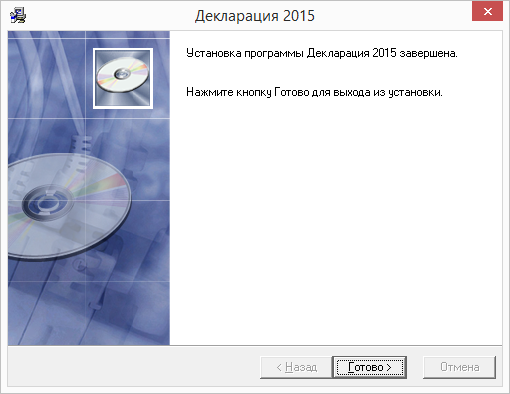 Декларация 2015
Установка программы Декларация 2015 завершена.
Нажмите кнопку Готово для выхода из установки.
< Назад
Готово >
Отмена